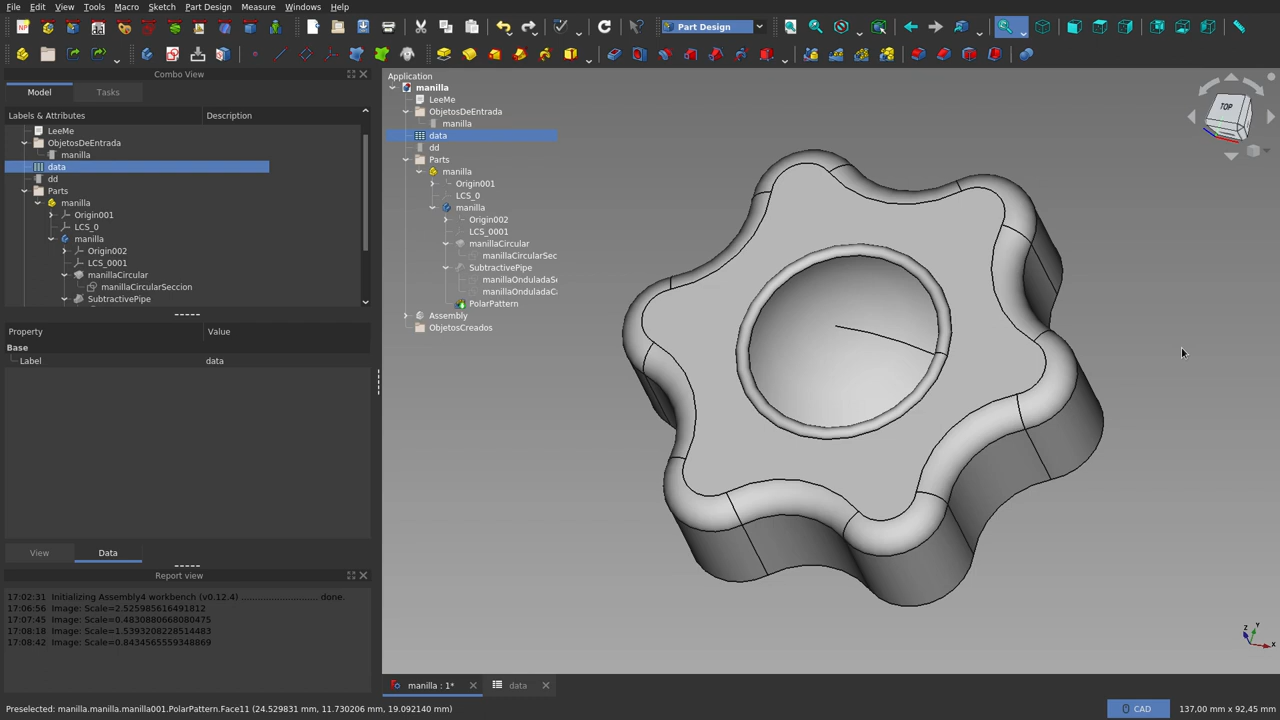 File Edit View Tools Macro Sketch Part Design Measure Windows Help
Part Design
Combo View
Model Tasks
Labels & Attributes Description
LeeMe
ObjetosDeEntrada
manilla
data
dd
Parts
manilla
Origin001
LCS_0
manilla
Origin002
LCS_0001
manillaCircular
manillaCircularSeccion
SubtractivePipe
Property Value
Base
Label data
View Data
Report view
17:02:31 Initializing Assembly4 workbench (v0.12.4) ............................ done.
17:06:56 Image: Scale=2.525985616491812
17:07:45 Image: Scale=0.4830880668080475
17:08:18 Image: Scale=1.5393208228514483
17:08:42 Image: Scale=0.8434565559348869
Application
manilla
LeeMe
ObjetosDeEntrada
manilla
data
dd
Parts
manilla
Origin001
LCS_0
manilla
Origin002
LCS_0001
manillaCircular
manillaCircularSec
SubtractivePipe
manillaOnduladaS
manillaOnduladaC
PolarPattern
Assembly
ObjetosCreados
TOP
Z Y X
manilla : 1* data
Preselected: manilla.manilla.manilla001.PolarPattern.Face11 (24.529831 mm, 11.730206 mm, 19.092140 mm) CAD 137,00 mm x 92,45 mm